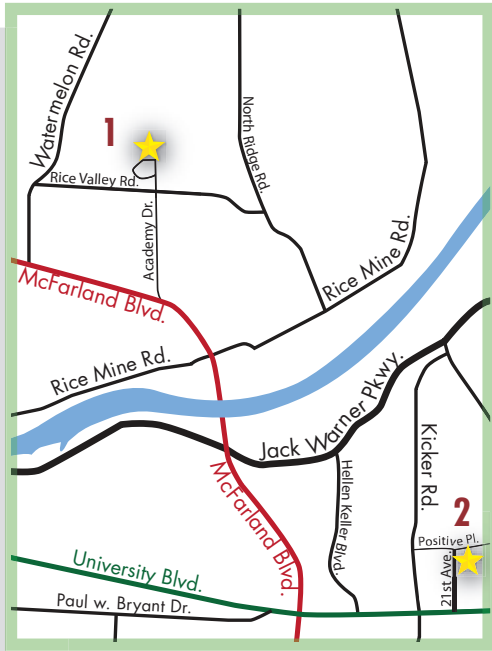 Watermelon Rd.
1
North Ridge Rd.
Rice Valley Rd.
Academy Dr.
Rice Mine Rd.
McFarland Blvd.
Rice Mine Rd.
Jack Warner Pkwy.
Kicker Rd.
McFarland Blvd.
Hellen Keller Blvd.
2
Positive Pl.
21st Ave.
University Blvd.
Paul w. Bryant Dr.